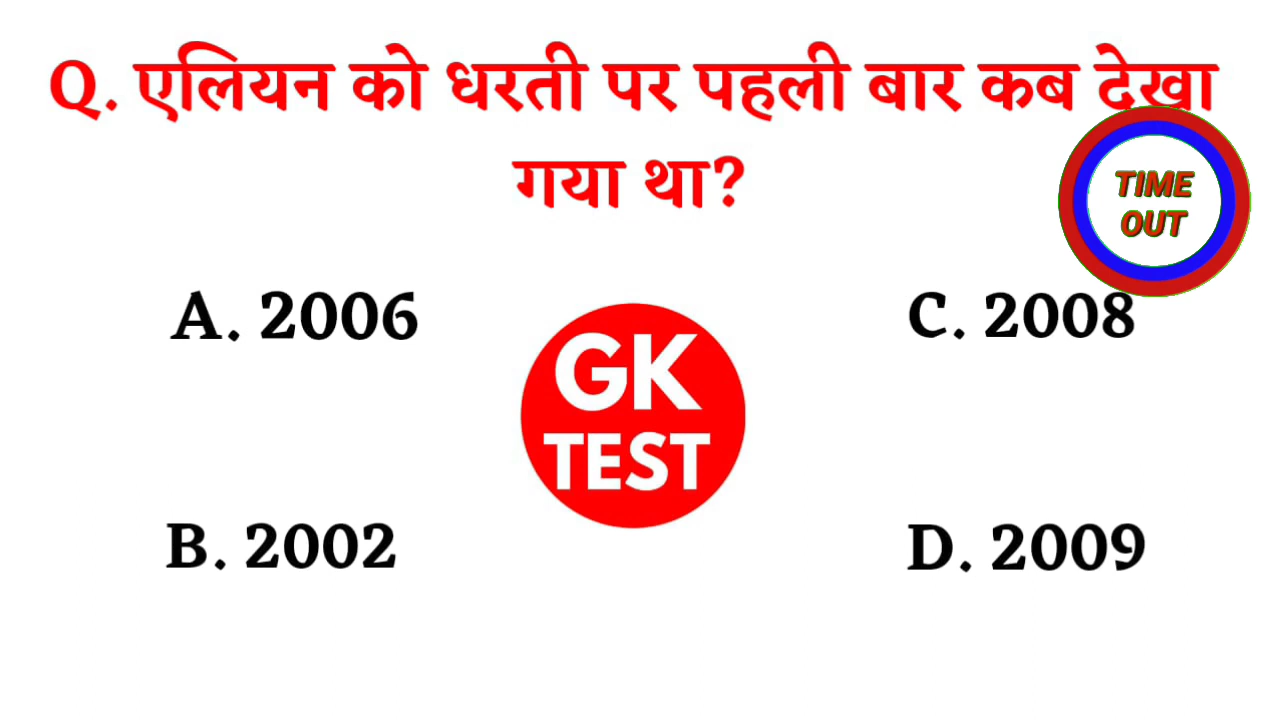 Q. एलियन को धरती पर पहली बार कब देखा
गया था?
TIME
OUT
A. 2006
C. 2008
GK
TEST
B. 2002
D. 2009